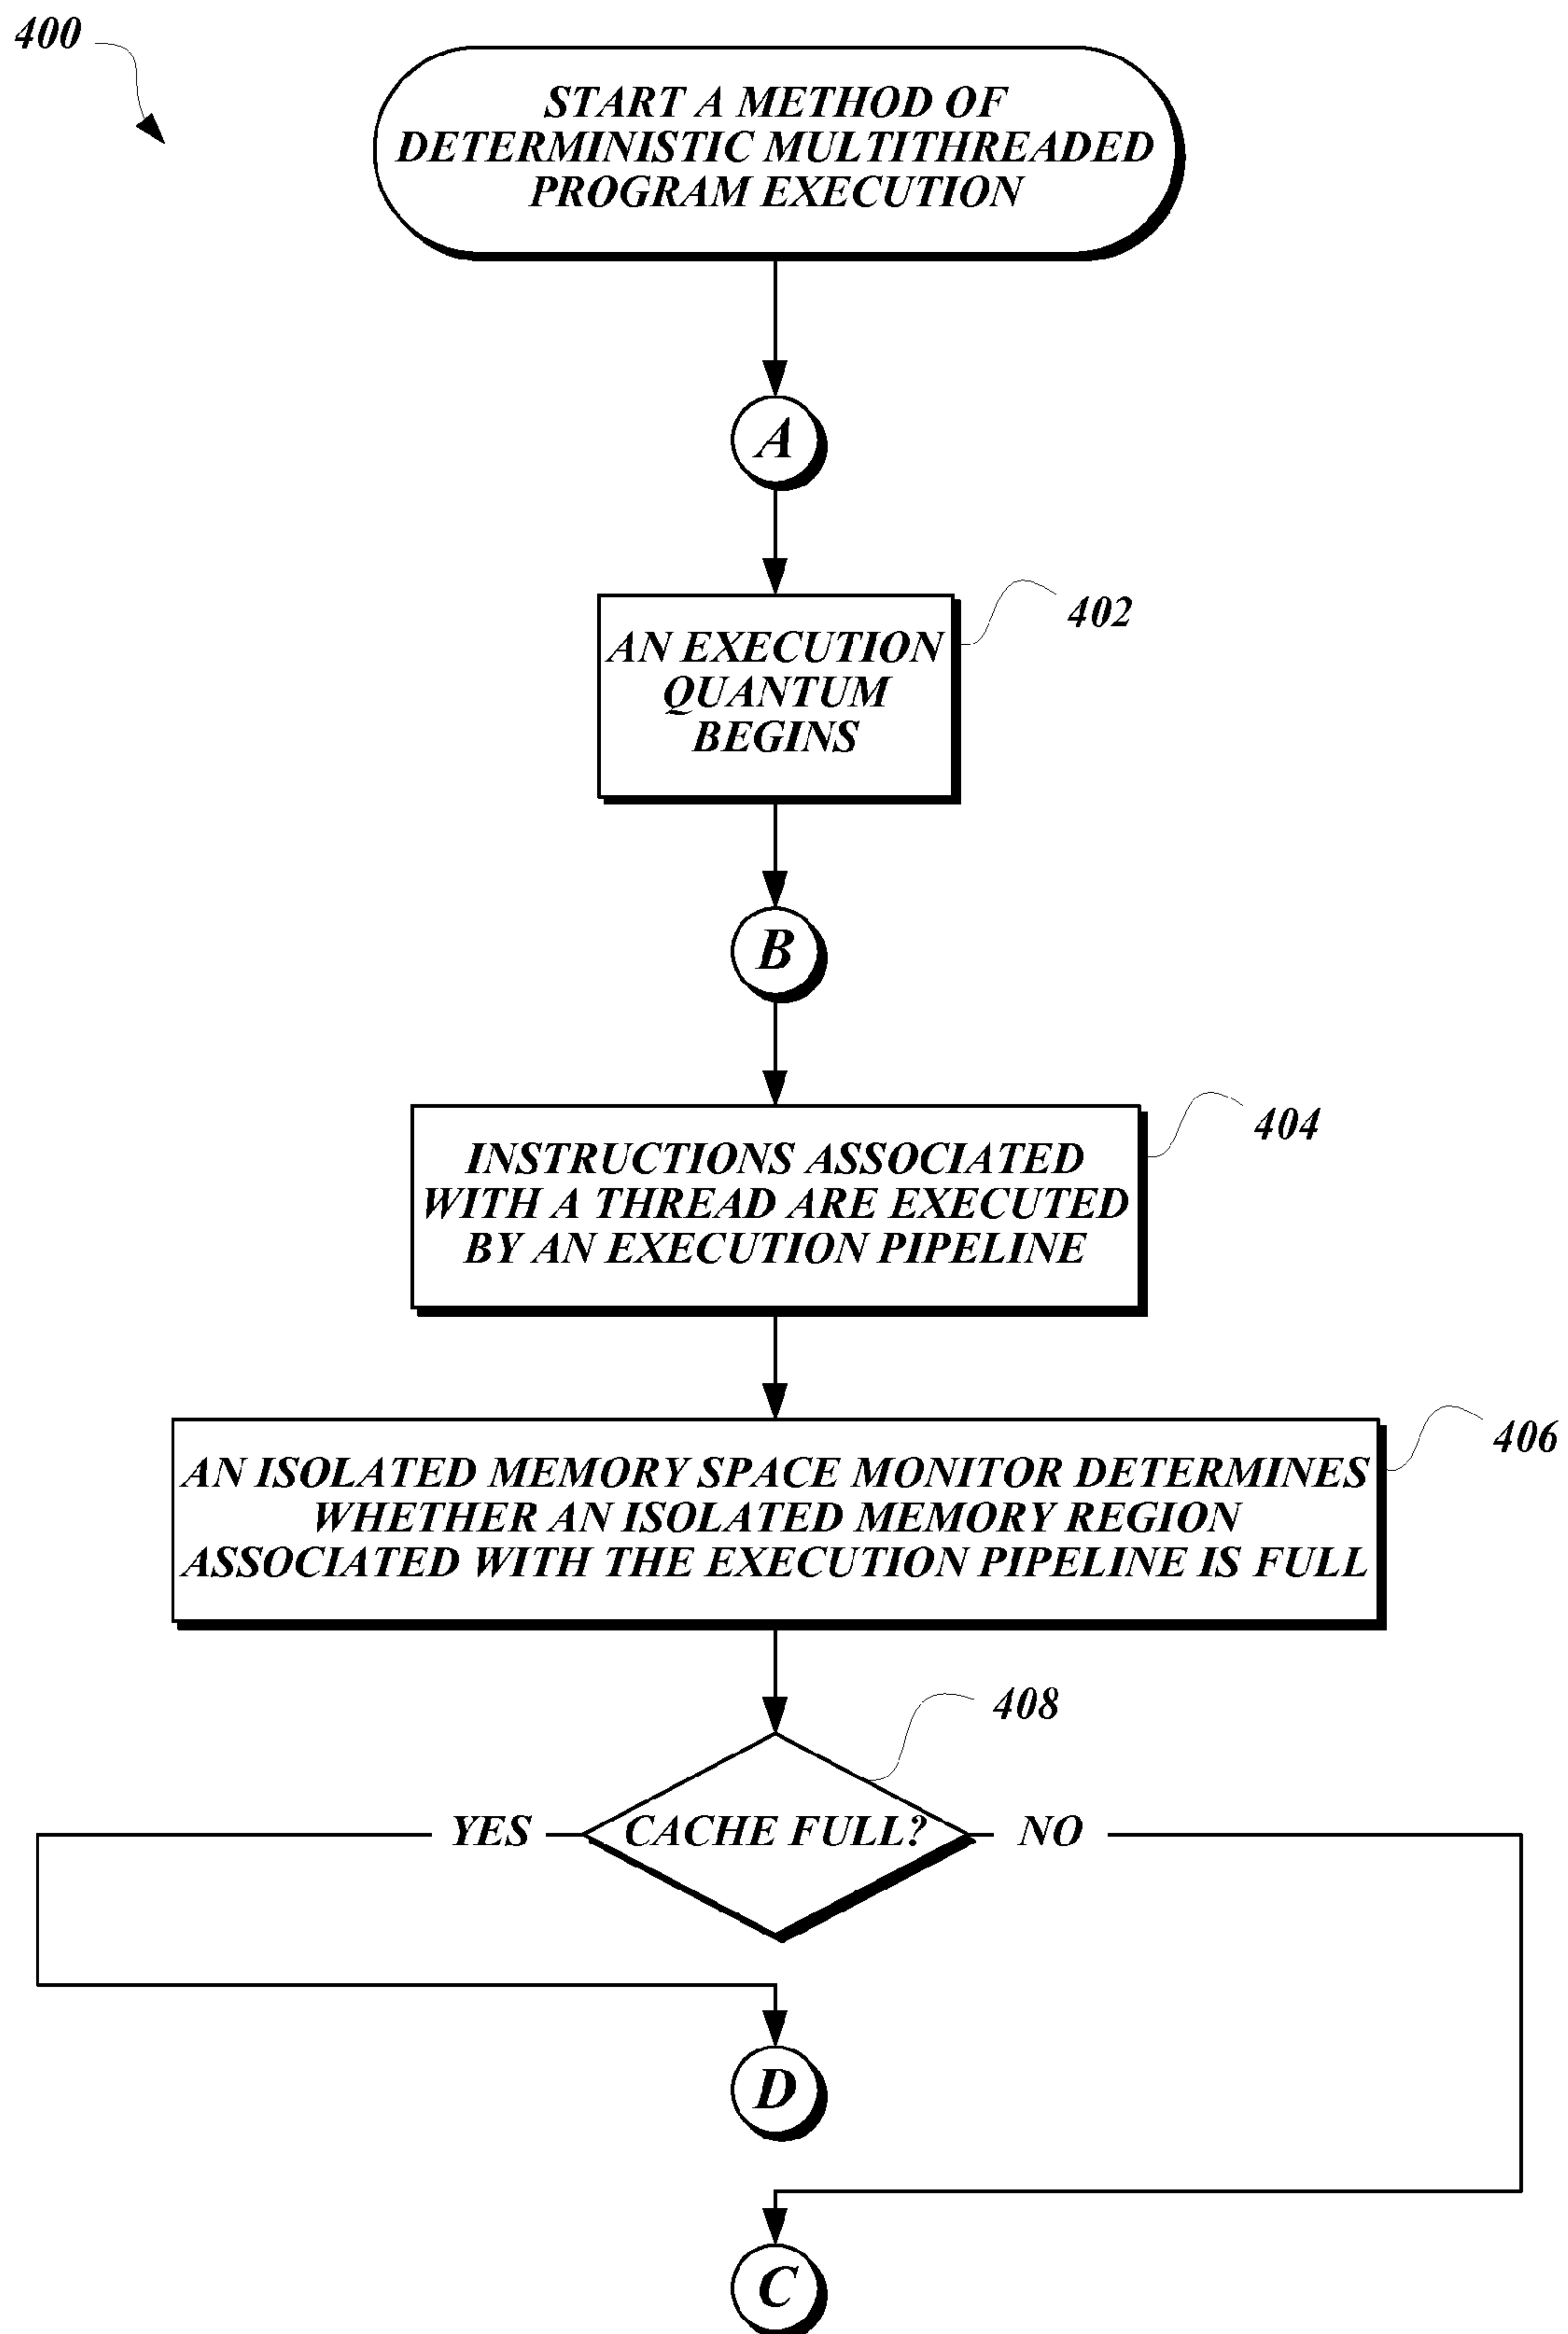 400
START A METHOD OF
DETERMINISTIC MULTITHREADED
PROGRAM EXECUTION
A
402
AN EXECUTION
QUANTUM
BEGINS
B
404
INSTRUCTIONS ASSOCIATED
WITH A THREAD ARE EXECUTED
BY AN EXECUTION PIPELINE
406
AN ISOLATED MEMORY SPACE MONITOR DETERMINES
WHETHER AN ISOLATED MEMORY REGION
ASSOCIATED WITH THE EXECUTION PIPELINE IS FULL
408
YES
CACHE FULL?
NO
D
C